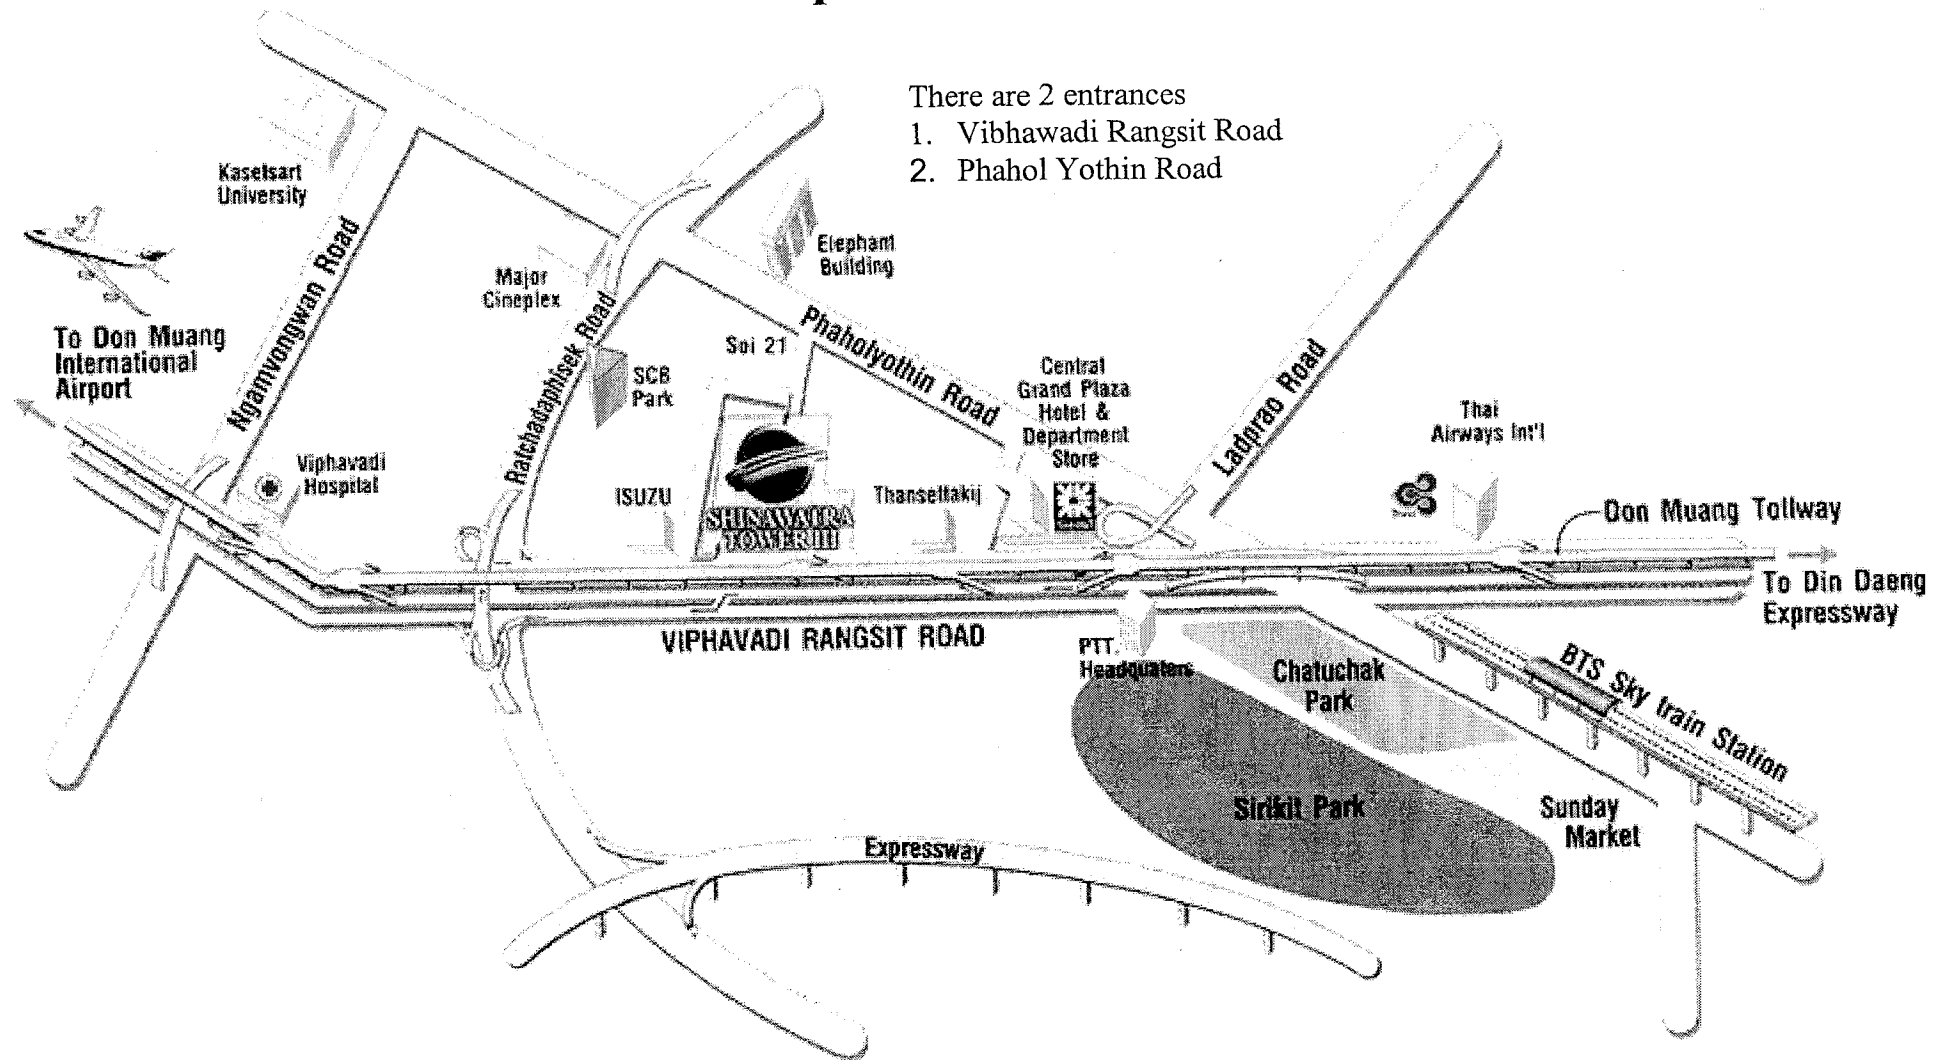 There are 2 entrances
1. Vibhawadi Rangsit Road
2. Phahol Yothin Road
Kaselsart
University
Ngamvongwan Road
To Don Muang
International
Airport
Viphavadi
Hospital
Major
Cineplex
Ratchadaphisek Road
SCB
Park
Elephant
Building
Soi 21
Phaholyothin Road
ISUZU
SHINAWATRA
TOWER III
Thansettakij
Central
Grand Plaza
Hotel &
Department
Store
Ladprao Road
Thai
Airways Int'l
Don Muang Tollway
To Din Daeng
Expressway
VIPHAVADI RANGSIT ROAD
PTT.
Headquaters
Chatuchak
Park
BTS Sky train Station
Sirikit Park
Sunday
Market
Expressway